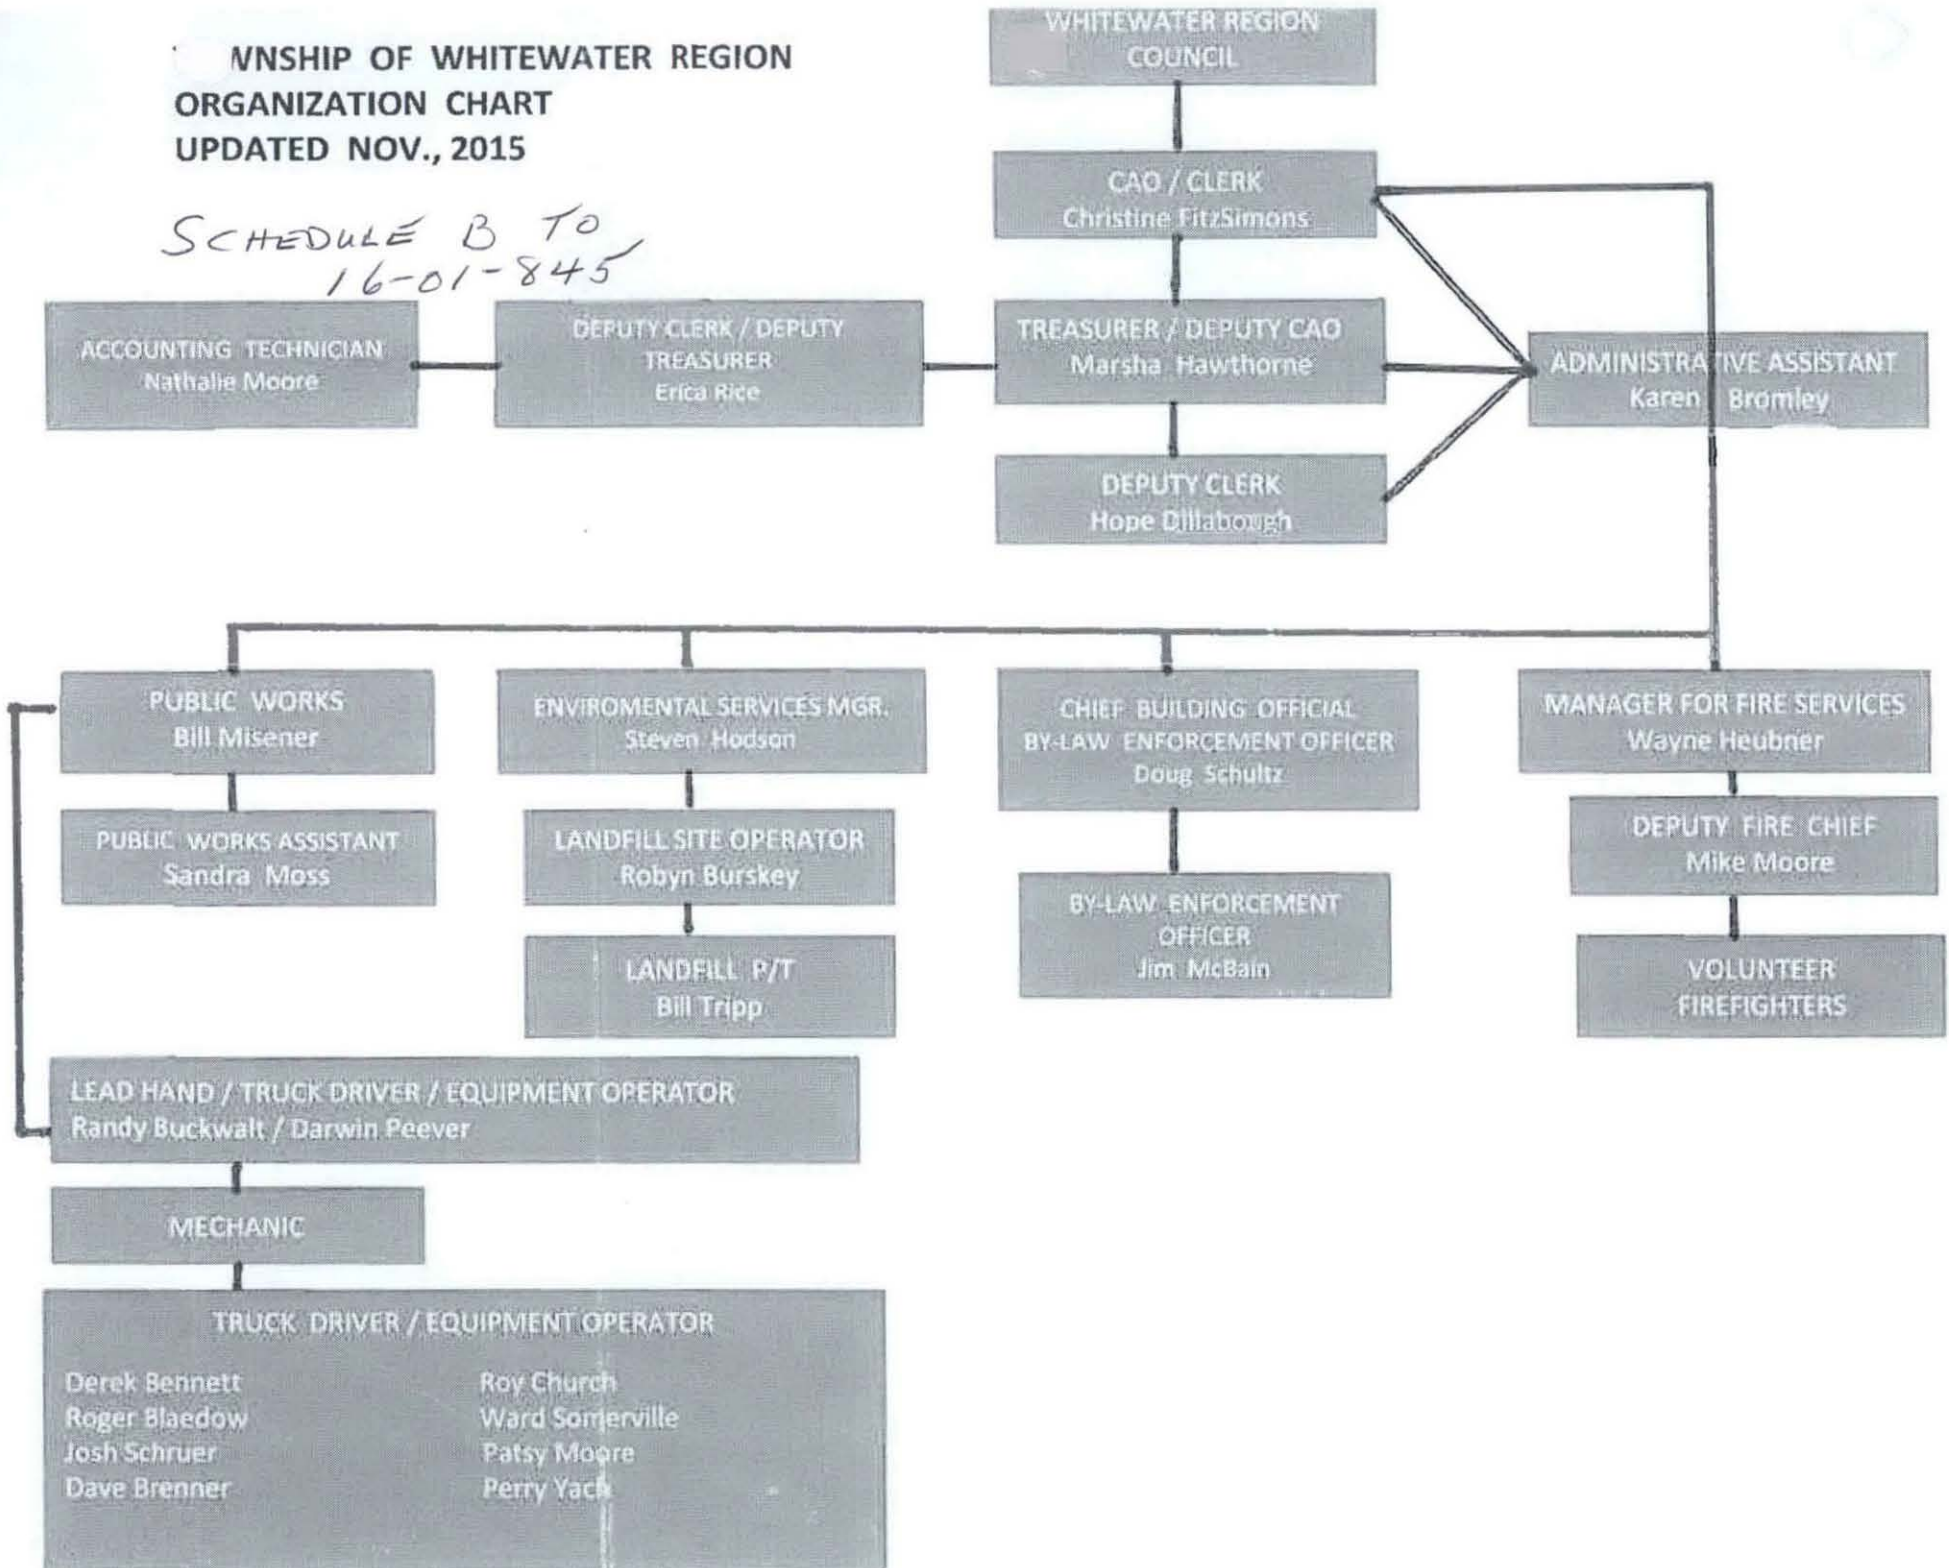 WNSHIP OF WHITEWATER REGION
ORGANIZATION CHART
UPDATED NOV., 2015
SCHEDULE B TO
16-01-845
WHITEWATER REGION
COUNCIL
CAO / CLERK
Christine FitzSimons
ACCOUNTING TECHNICIAN
Nathalie Moore
DEPUTY CLERK / DEPUTY
TREASURER
Erica Rice
TREASURER / DEPUTY CAO
Marsha Hawthorne
ADMINISTRATIVE ASSISTANT
Karen Bromley
DEPUTY CLERK
Hope Dillabough
PUBLIC WORKS
Bill Misener
ENVIROMENTAL SERVICES MGR.
Steven Hodson
CHIEF BUILDING OFFICIAL
BY-LAW ENFORCEMENT OFFICER
Doug Schultz
MANAGER FOR FIRE SERVICES
Wayne Heubner
PUBLIC WORKS ASSISTANT
Sandra Moss
LANDFILL SITE OPERATOR
Robyn Burskey
BY-LAW ENFORCEMENT
OFFICER
Jim McBain
DEPUTY FIRE CHIEF
Mike Moore
LANDFILL P/T
Bill Tripp
VOLUNTEER
FIREFIGHTERS
LEAD HAND / TRUCK DRIVER / EQUIPMENT OPERATOR
Randy Buckwalt / Darwin Peever
MECHANIC
TRUCK DRIVER / EQUIPMENT OPERATOR
Derek Bennett
Roger Blaedow
Josh Schruer
Dave Brenner
Roy Church
Ward Somerville
Patsy Moore
Perry Yach